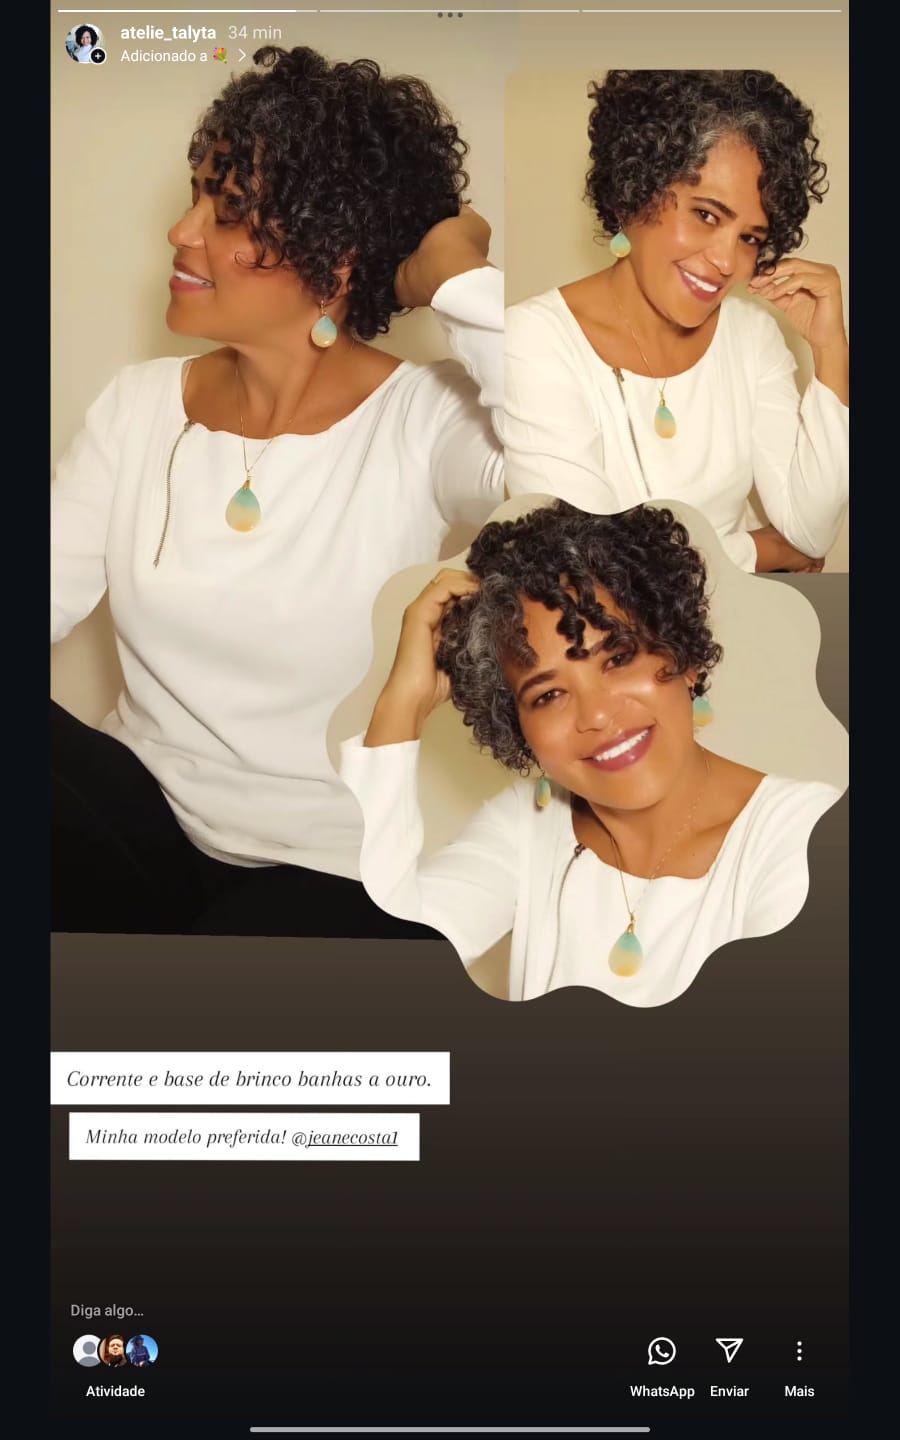 atelie_talyta 34 min
Adicionado a 💐 >
Corrente e base de brinco banhas a ouro.
Minha modelo preferida! @jeanecosta1
Diga algo...
Atividade
WhatsApp Enviar Mais